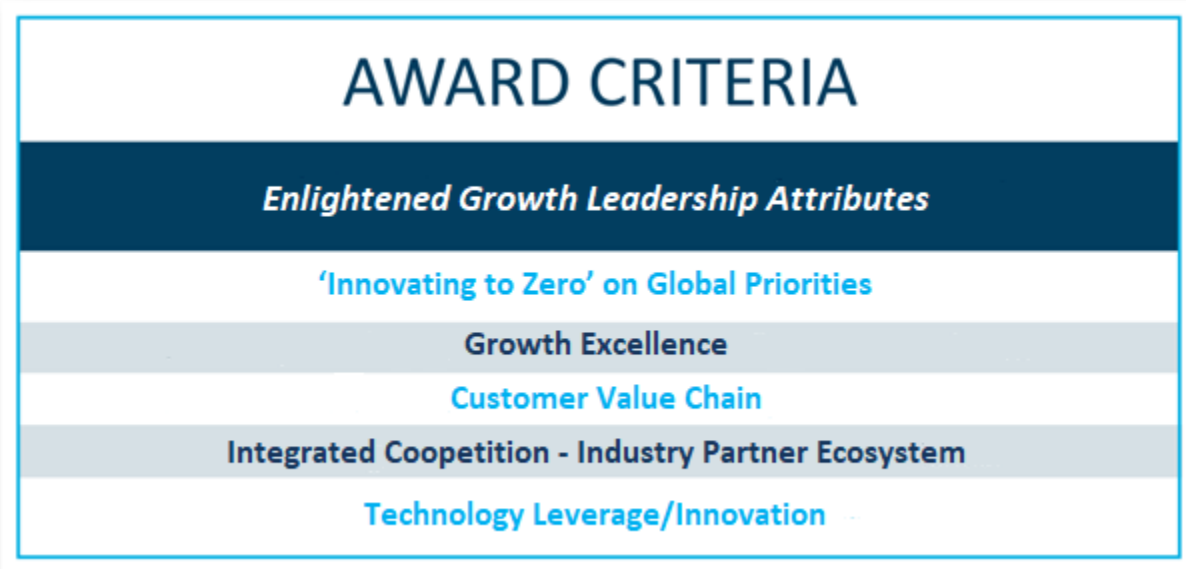 AWARD CRITERIA
Enlightened Growth Leadership Attributes
‘Innovating to Zero’ on Global Priorities
Growth Excellence
Customer Value Chain
Integrated Coopetition - Industry Partner Ecosystem
Technology Leverage/Innovation